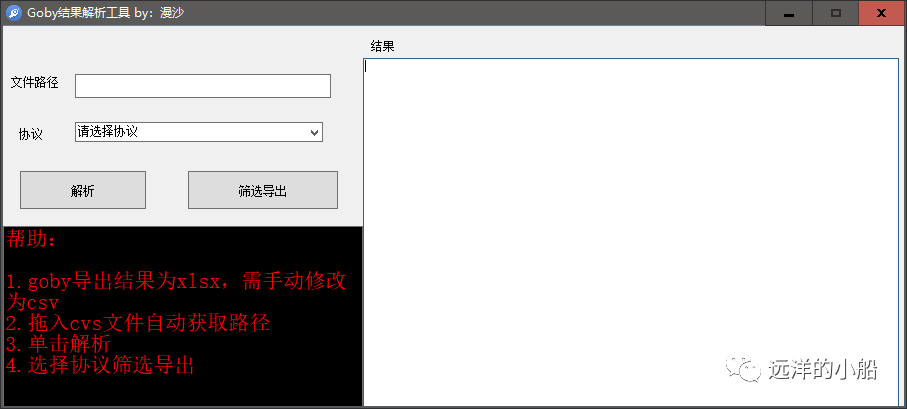 Goby结果解析工具 by：漫沙
结果
文件路径
协议
请选择协议
解析
筛选导出
帮助：
1.goby导出结果为xlsx，需手动修改
为csv
2.拖入cvs文件自动获取路径
3.单击解析
4.选择协议筛选导出
远洋的小船